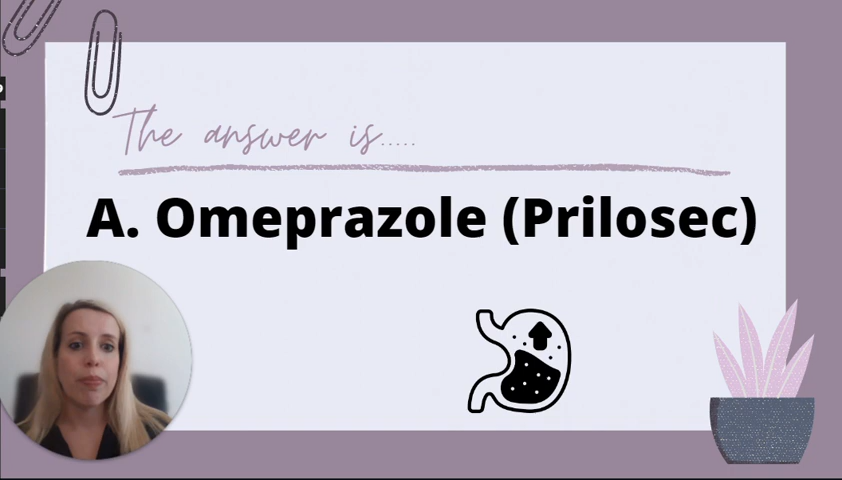 The answer is.....
A. Omeprazole (Prilosec)